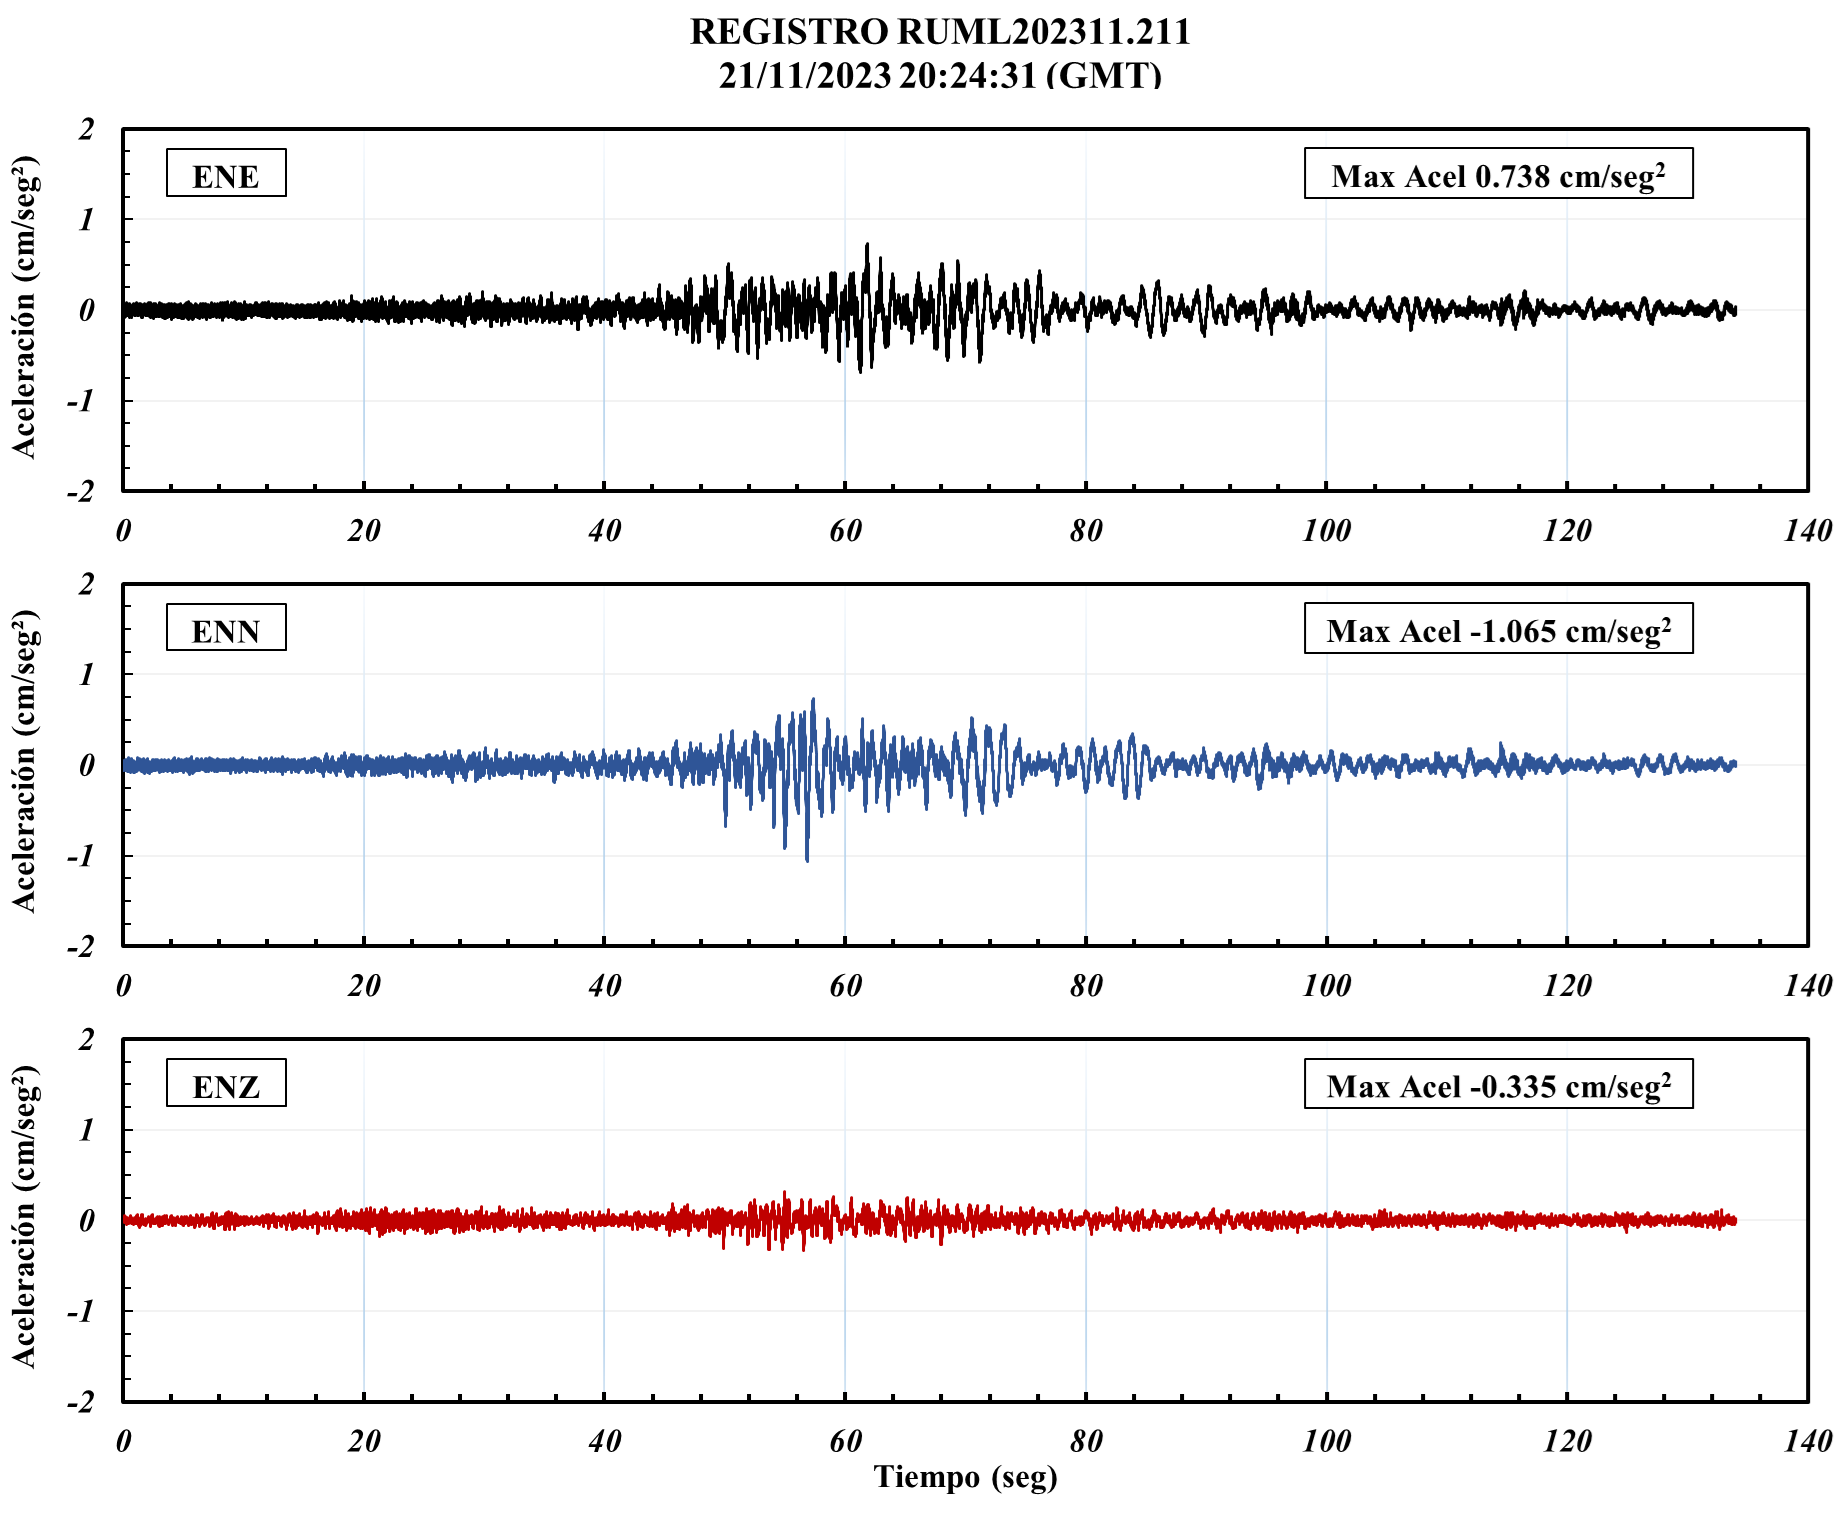 REGISTRO RUML202311.211
21/11/2023 20:24:31 (GMT)
Aceleración (cm/seg²)
2
1
0
-1
-2
ENE
Max Acel 0.738 cm/seg²
0 20 40 60 80 100 120 140
Aceleración (cm/seg²)
2
1
0
-1
-2
ENN
Max Acel -1.065 cm/seg²
0 20 40 60 80 100 120 140
Aceleración (cm/seg²)
2
1
0
-1
-2
ENZ
Max Acel -0.335 cm/seg²
0 20 40 60 80 100 120 140
Tiempo (seg)